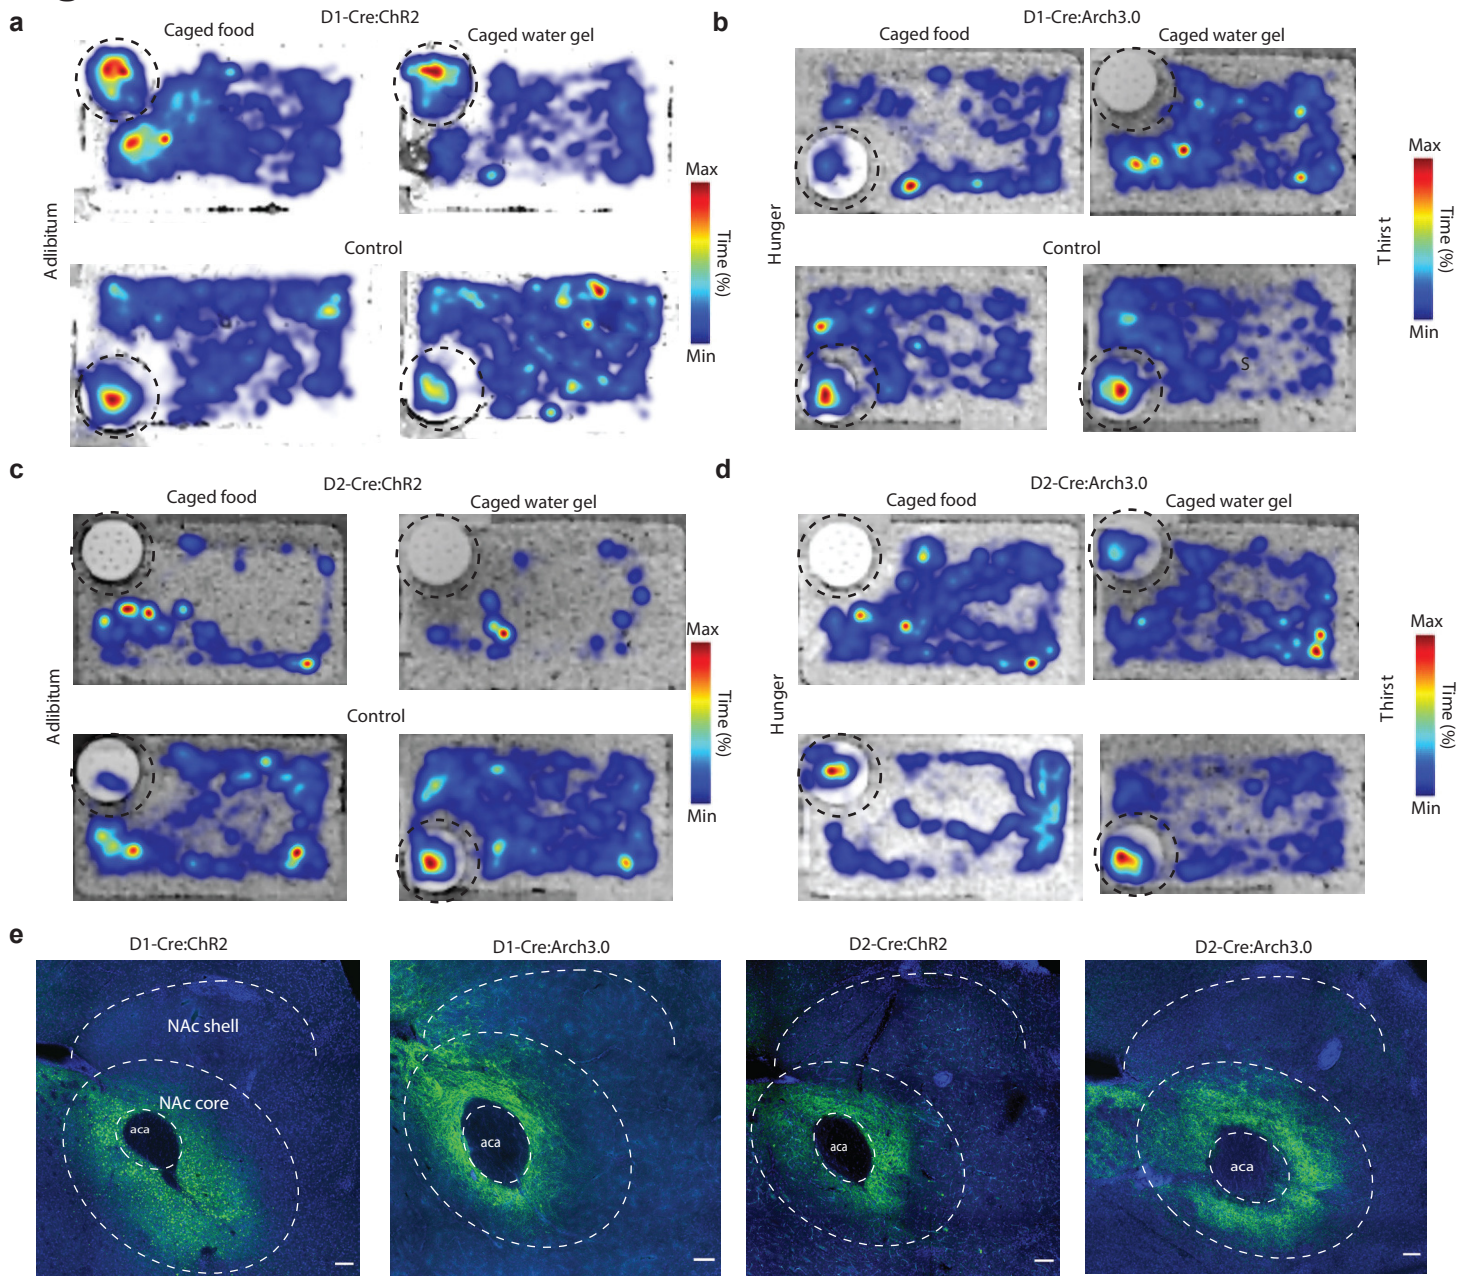 a
D1-Cre:ChR2
Caged food
Caged water gel
Adlibitum
Control
Max
Time (%)
Min
b
D1-Cre:Arch3.0
Caged food
Caged water gel
Hunger
Control
S
Thirst
Max
Time (%)
Min
c
D2-Cre:ChR2
Caged food
Caged water gel
Adlibitum
Control
Max
Time (%)
Min
d
D2-Cre:Arch3.0
Caged food
Caged water gel
Hunger
Thirst
Max
Time (%)
Min
e
D1-Cre:ChR2
D1-Cre:Arch3.0
D2-Cre:ChR2
D2-Cre:Arch3.0
NAc shell
NAc core
aca
aca
aca
aca